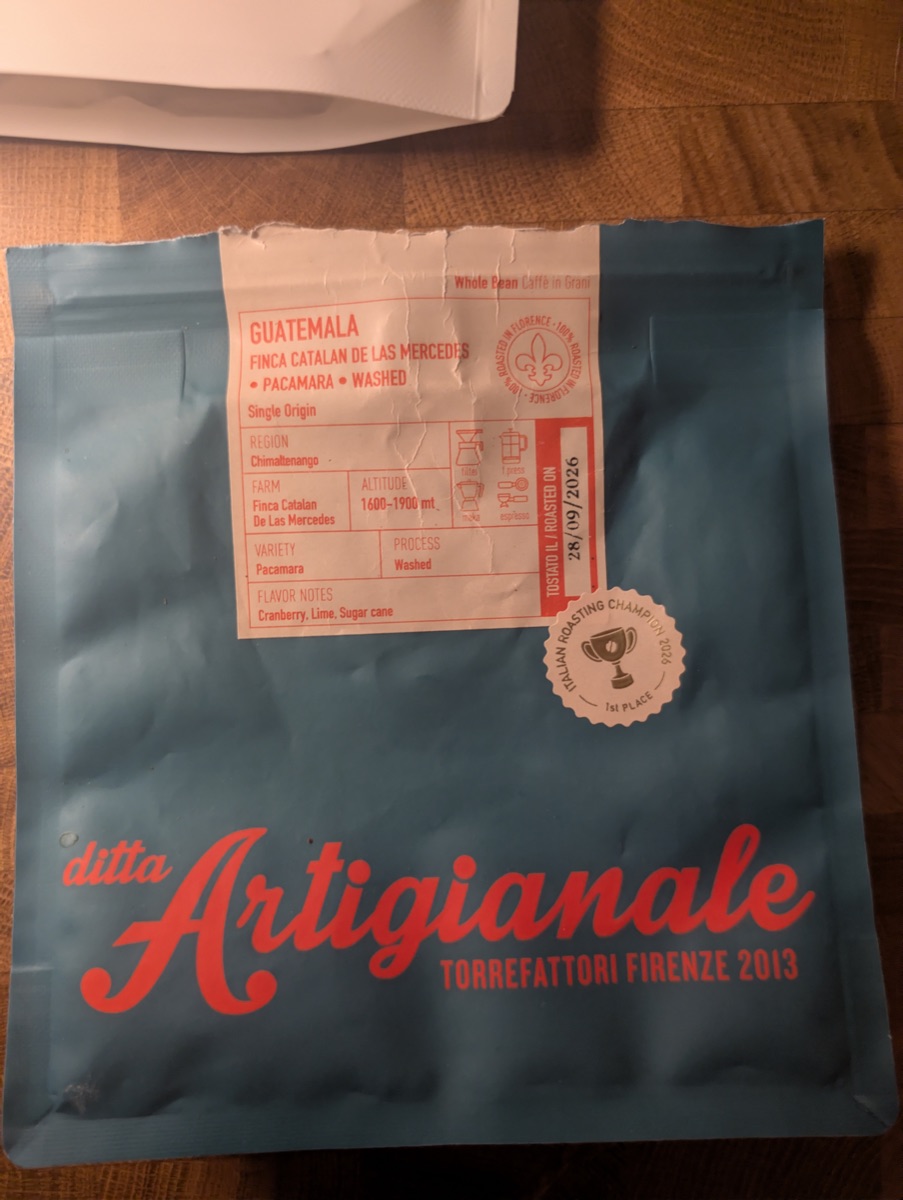 Whole Bean Caffè in Grani
GUATEMALA
FINCA CATALAN DE LAS MERCEDES
• PACAMARA • WASHED
Single Origin
100% ROASTED IN FLORENCE · 100% ROASTED IN FLORENCE ·
REGION
Chimaltenango
FARM
Finca Catalan
De Las Mercedes
ALTITUDE
1600-1900 mt
filter
f.press
moka
espresso
VARIETY
Pacamara
PROCESS
Washed
FLAVOR NOTES
Cranberry, Lime, Sugar cane
TOSTATO IL / ROASTED ON
28/09/2026
ITALIAN ROASTING CHAMPION 2026
1st PLACE
ditta
Artigianale
TORREFATTORI FIRENZE 2013